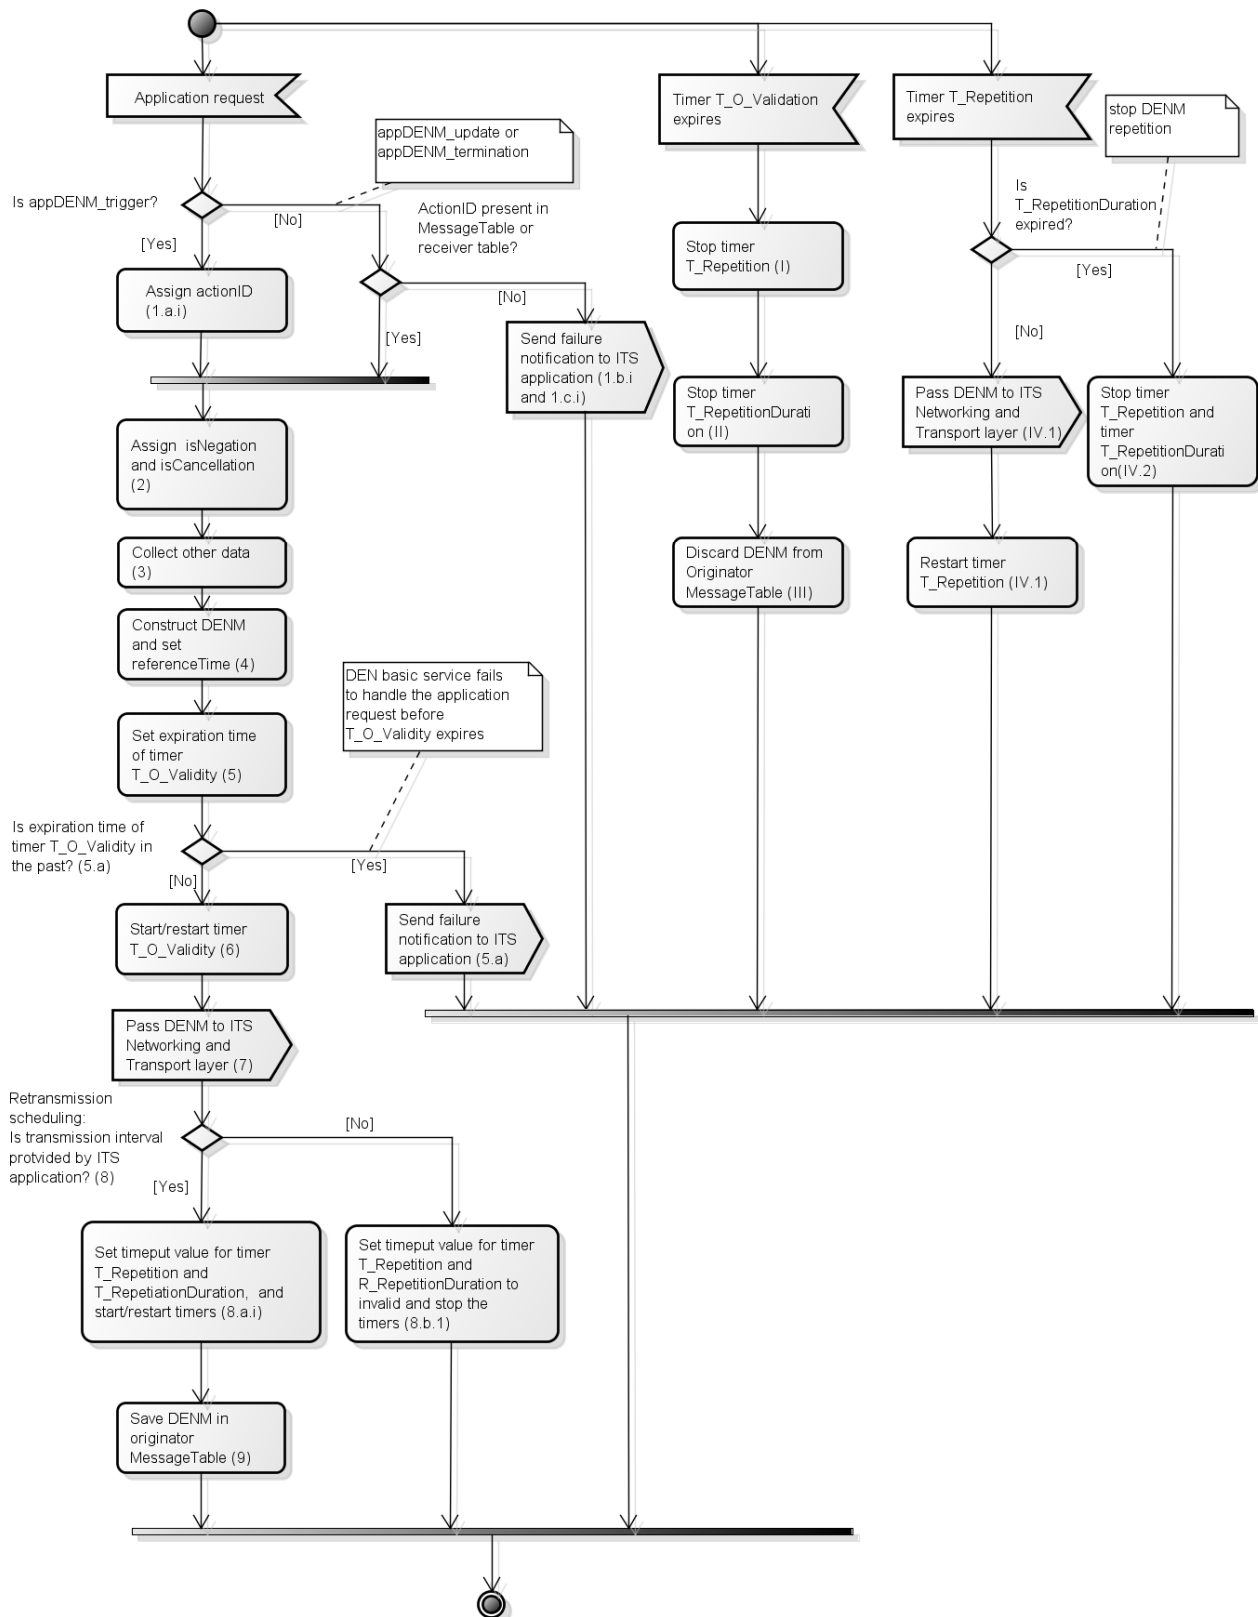 Application request
Timer T_O_Validation
expires
Timer T_Repetition
expires
stop DENM
repetition
appDENM_update or
appDENM_termination
Is appDENM_trigger?
[No]
[Yes]
ActionID present in
MessageTable or
receiver table?
Is
T_RepetitionDuration
expired?
[Yes]
[No]
Stop timer
T_Repetition (I)
Assign actionID
(1.a.i)
[No]
[Yes]
Send failure
notification to ITS
application (1.b.i
and 1.c.i)
Stop timer
T_RepetitionDurati
on (II)
Pass DENM to ITS
Networking and
Transport layer (IV.1)
Stop timer
T_Repetition and
timer
T_RepetitionDurati
on(IV.2)
Assign  isNegation
and isCancellation
(2)
Collect other data
(3)
Discard DENM from
Originator
MessageTable (III)
Restart timer
T_Repetition (IV.1)
Construct DENM
and set
referenceTime (4)
DEN basic service fails
to handle the application
request before
T_O_Validity expires
Set expiration time
of timer
T_O_Validity (5)
Is expiration time of
timer T_O_Validity in
the past? (5.a)
[Yes]
[No]
Start/restart timer
T_O_Validity (6)
Send failure
notification to ITS
application (5.a)
Pass DENM to ITS
Networking and
Transport layer (7)
Retransmission
scheduling:
Is transmission interval
protvided by ITS
application? (8)
[No]
[Yes]
Set timeput value for timer
T_Repetition and
T_RepetiationDuration,  and
start/restart timers (8.a.i)
Set timeput value for timer
T_Repetition and
R_RepetitionDuration to
invalid and stop the
timers (8.b.1)
Save DENM in
originator
MessageTable (9)